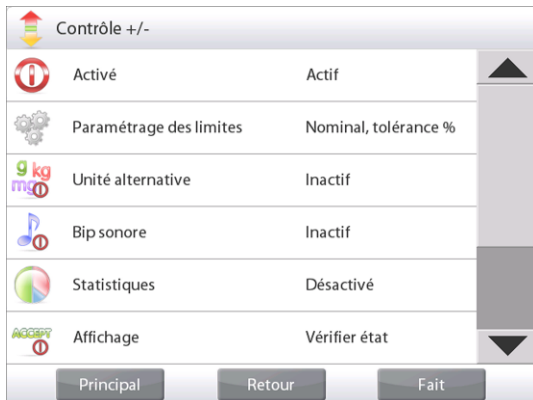 Contrôle +/-
Activé Actif
Paramétrage des limites Nominal, tolérance %
g kg mg Unité alternative Inactif
Bip sonore Inactif
Statistiques Désactivé
ACCEPT Affichage Vérifier état
Principal Retour Fait